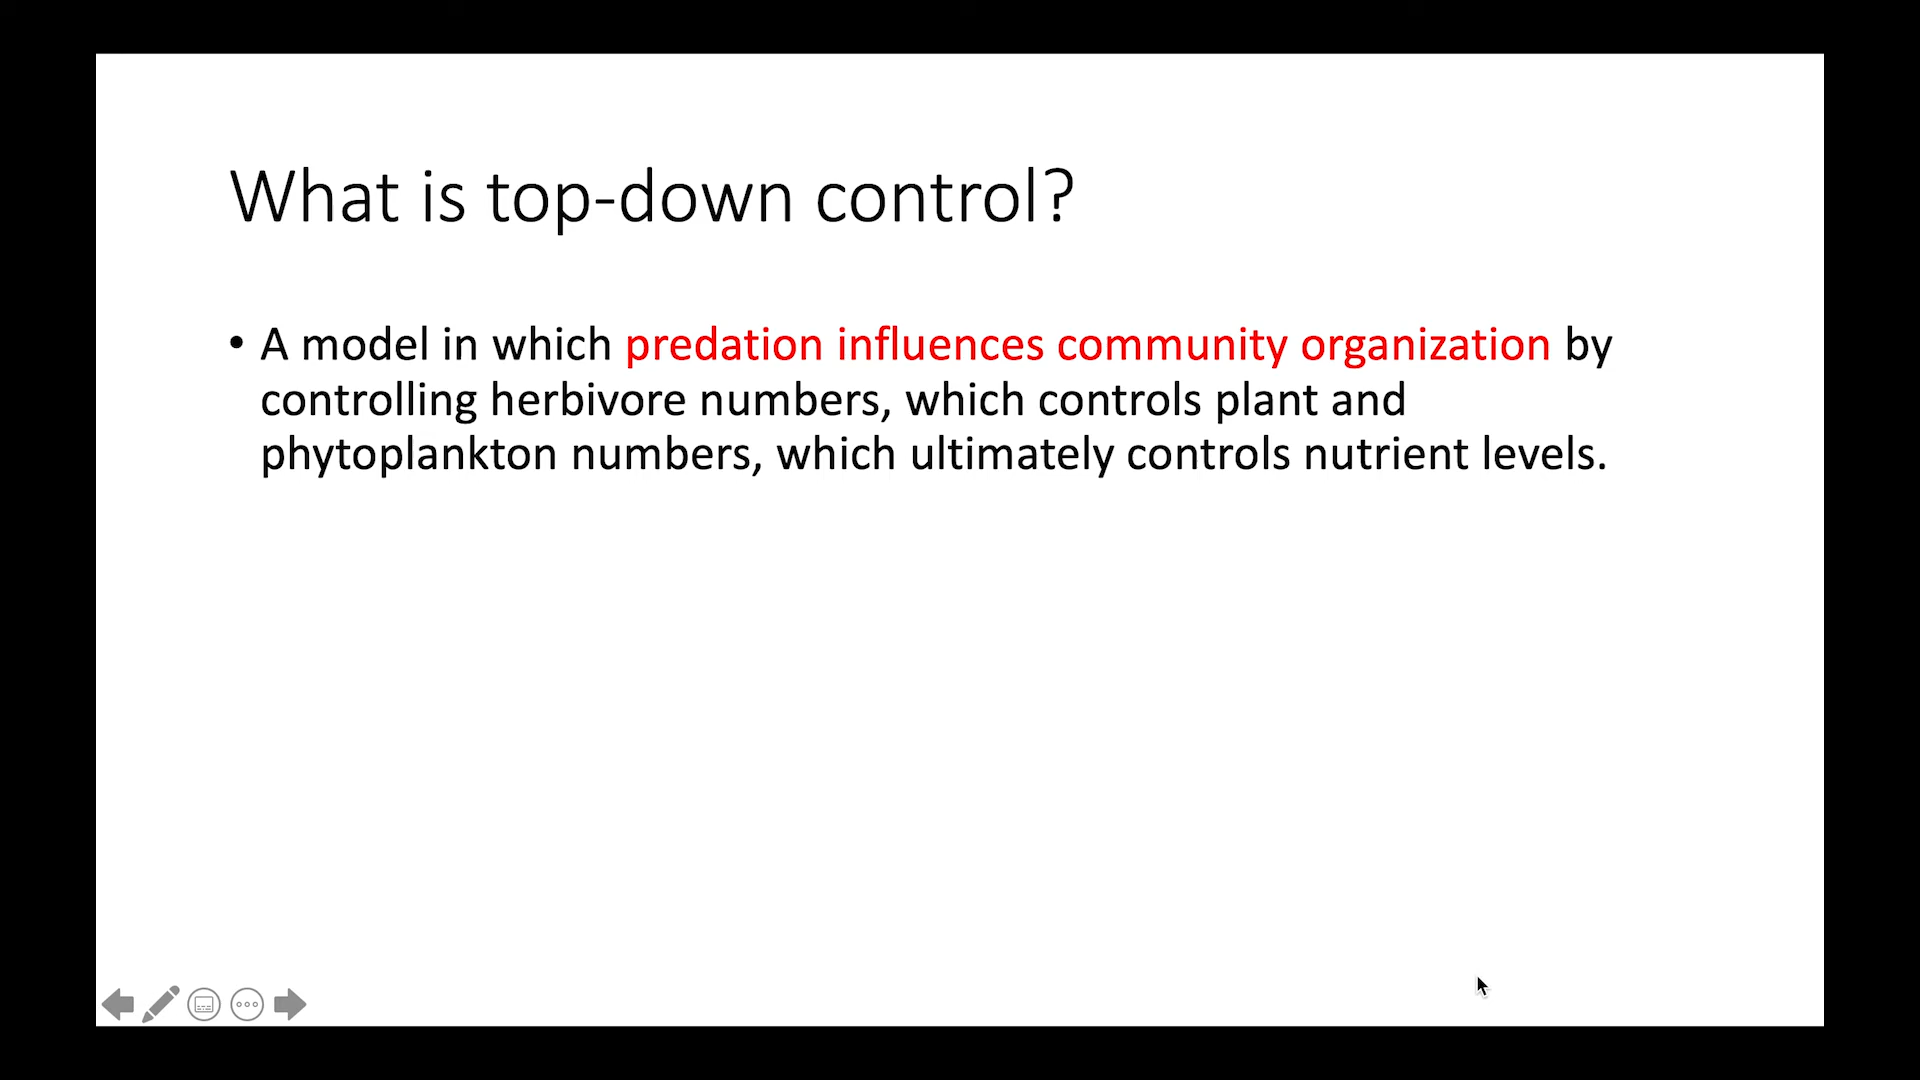 What is top-down control?
• A model in which predation influences community organization by
controlling herbivore numbers, which controls plant and
phytoplankton numbers, which ultimately controls nutrient levels.